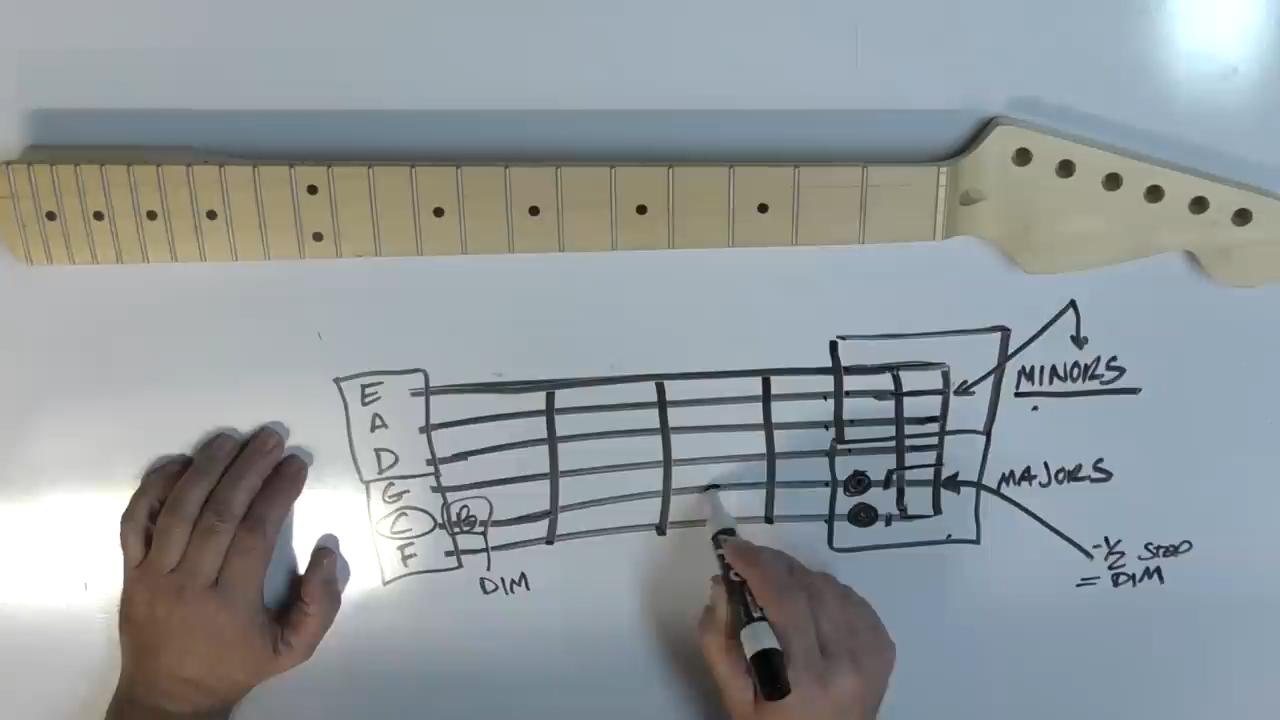 E
A
D
G
C B
F
DIM
MINORS
MAJORS
-1/2 STEP
= DIM